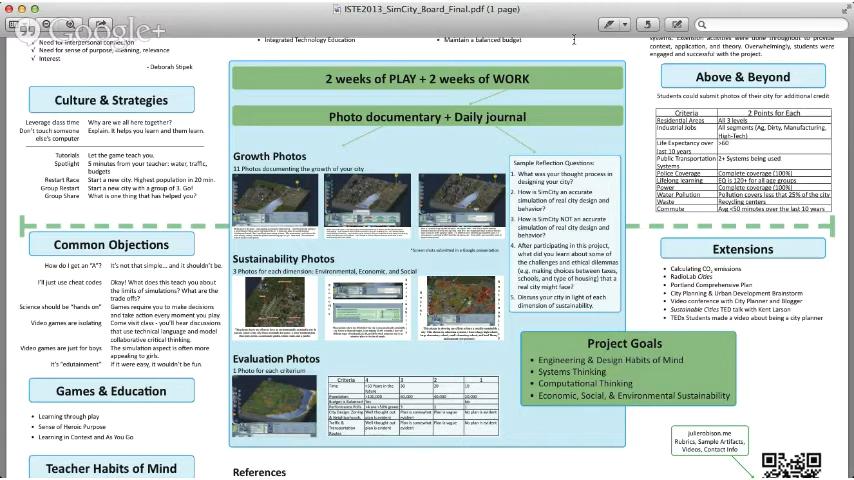 ISTE2013_SimCity_Board_Final.pdf (1 page)
Google+
√ Need for interpersonal connection
√ Need for sense of purpose, meaning, relevance
√ Interest
- Deborah Stipek
• Integrated Technology Education
• Maintain a balanced budget
context, application, and theory. Overwhelmingly, students were
engaged and successful with the project.
Culture & Strategies
Leverage class time Why are we all here together?
Don't touch someone else's computer Explain. It helps you learn and them learn.
Tutorials Let the game teach you.
Spotlight 5 minutes from your teacher: water, traffic, budgets
Restart Race Start a new city. Highest population in 20 min.
Group Restart Start a new city with a group of 3. Go!
Group Share What is one thing that has helped you?
Common Objections
How do I get an "A"? It's not that simple... and it shouldn't be.
I'll just use cheat codes Okay! What does this teach you about
the limits of simulations? What are the
trade offs?
Science should be "hands on" Games require you to make decisions
and take action every moment you play.
Video games are isolating Come visit class - you'll hear discussions
that use technical language and model
collaborative critical thinking.
Video games are just for boys The simulation aspect is often more
appealing to girls.
It's "edutainment" If it were easy, it wouldn't be fun.
Games & Education
• Learning through play
• Sense of Heroic Purpose
• Learning in Context and As You Go
Teacher Habits of Mind
2 weeks of PLAY + 2 weeks of WORK
Photo documentary + Daily journal
Growth Photos
11 Photos documenting the growth of your city
*Screen shots submitted in a Google presentation
Sustainability Photos
3 Photos for each dimension: Environmental, Economic, and Social
Evaluation Photos
1 Photo for each criterium
Criteria 4 3 2 1
References
Sample Reflection Questions:
1. What was your thought process in
designing your city?
2. How is SimCity an accurate
simulation of real city design and
behavior?
3. How is SimCity NOT an accurate
simulation of real city design and
behavior?
4. After participating in this project,
what did you learn about some of
the challenges and ethical dilemmas
(e.g. making choices between taxes,
schools, and type of housing) that a
real city might face?
5. Discuss your city in light of each
dimension of sustainability.
Project Goals
• Engineering & Design Habits of Mind
• Systems Thinking
• Computational Thinking
• Economic, Social, & Environmental Sustainability
Above & Beyond
Students could submit photos of their city for additional credit
Criteria 2 Points for Each
Residential Areas All 3 levels
Industrial Jobs All segments (Ag, Dirty, Manufacturing, High-Tech)
Life Expectancy over last 10 years >60
Public Transportation Systems 2+ Systems being used
Police Coverage Complete coverage (100%)
Lifelong learning EQ is 120+ for all age groups
Power Complete coverage (100%)
Water Pollution Pollution covers less that 25% of the city
Waste Recycling centers
Commute Avg <50 minutes over the last 10 years
Extensions
• Calculating CO2 emissions
• RadioLab Cities
• Portland Comprehensive Plan
• City Planning & Urban Development Brainstorm
• Video conference with City Planner and Blogger
• Sustainable Cities TED talk with Kent Larson
• TEDx Students made a video about being a city planner
julierobison.me
Rubrics, Sample Artifacts,
Videos, Contact Info